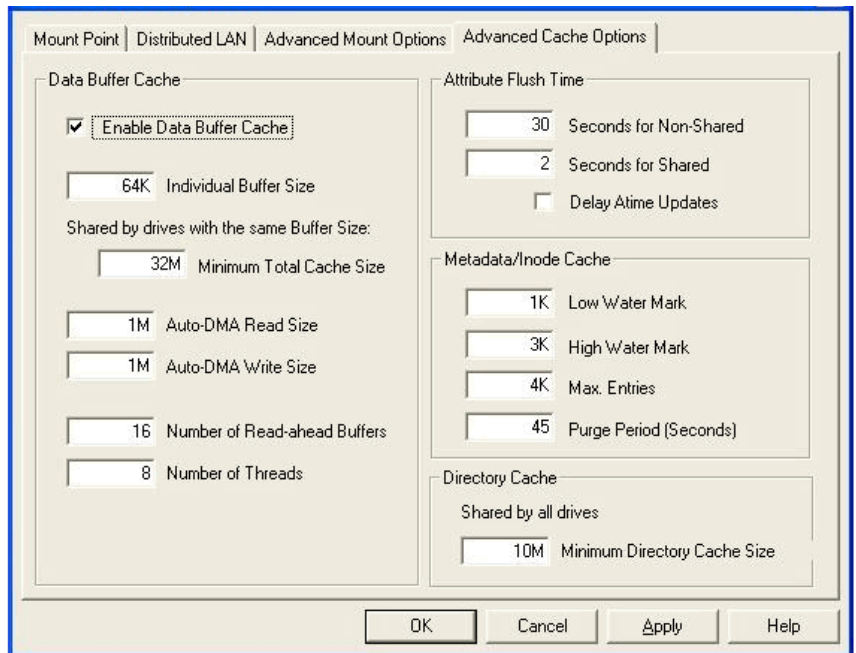 Mount Point
Distributed LAN
Advanced Mount Options
Advanced Cache Options
Data Buffer Cache
Enable Data Buffer Cache
64K Individual Buffer Size
Shared by drives with the same Buffer Size:
32M Minimum Total Cache Size
1M Auto-DMA Read Size
1M Auto-DMA Write Size
16 Number of Read-ahead Buffers
8 Number of Threads
Attribute Flush Time
30 Seconds for Non-Shared
2 Seconds for Shared
Delay Atime Updates
Metadata/Inode Cache
1K Low Water Mark
3K High Water Mark
4K Max. Entries
45 Purge Period (Seconds)
Directory Cache
Shared by all drives
10M Minimum Directory Cache Size
OK
Cancel
Apply
Help